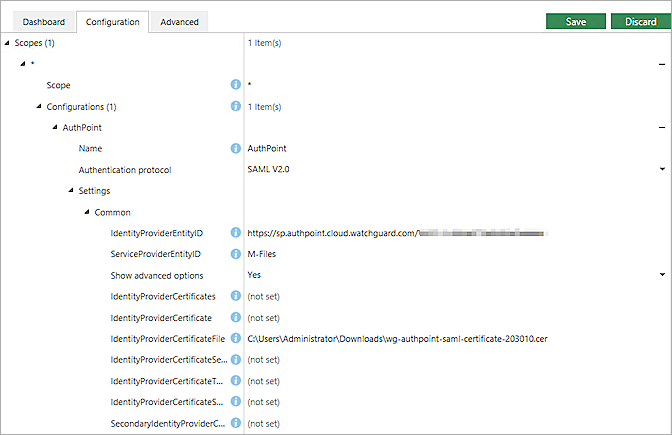 Dashboard Configuration Advanced Save Discard
Scopes (1) 1 Item(s)
*
Scope *
Configurations (1) 1 Item(s)
AuthPoint
Name AuthPoint
Authentication protocol SAML V2.0
Settings
Common
IdentityProviderEntityID https://sp.authpoint.cloud.watchguard.com/
ServiceProviderEntityID M-Files
Show advanced options Yes
IdentityProviderCertificates (not set)
IdentityProviderCertificate (not set)
IdentityProviderCertificateFile C:\Users\Administrator\Downloads\wg-authpoint-saml-certificate-203010.cer
IdentityProviderCertificateSe... (not set)
IdentityProviderCertificateT... (not set)
IdentityProviderCertificateS... (not set)
SecondaryIdentityProviderC... (not set)